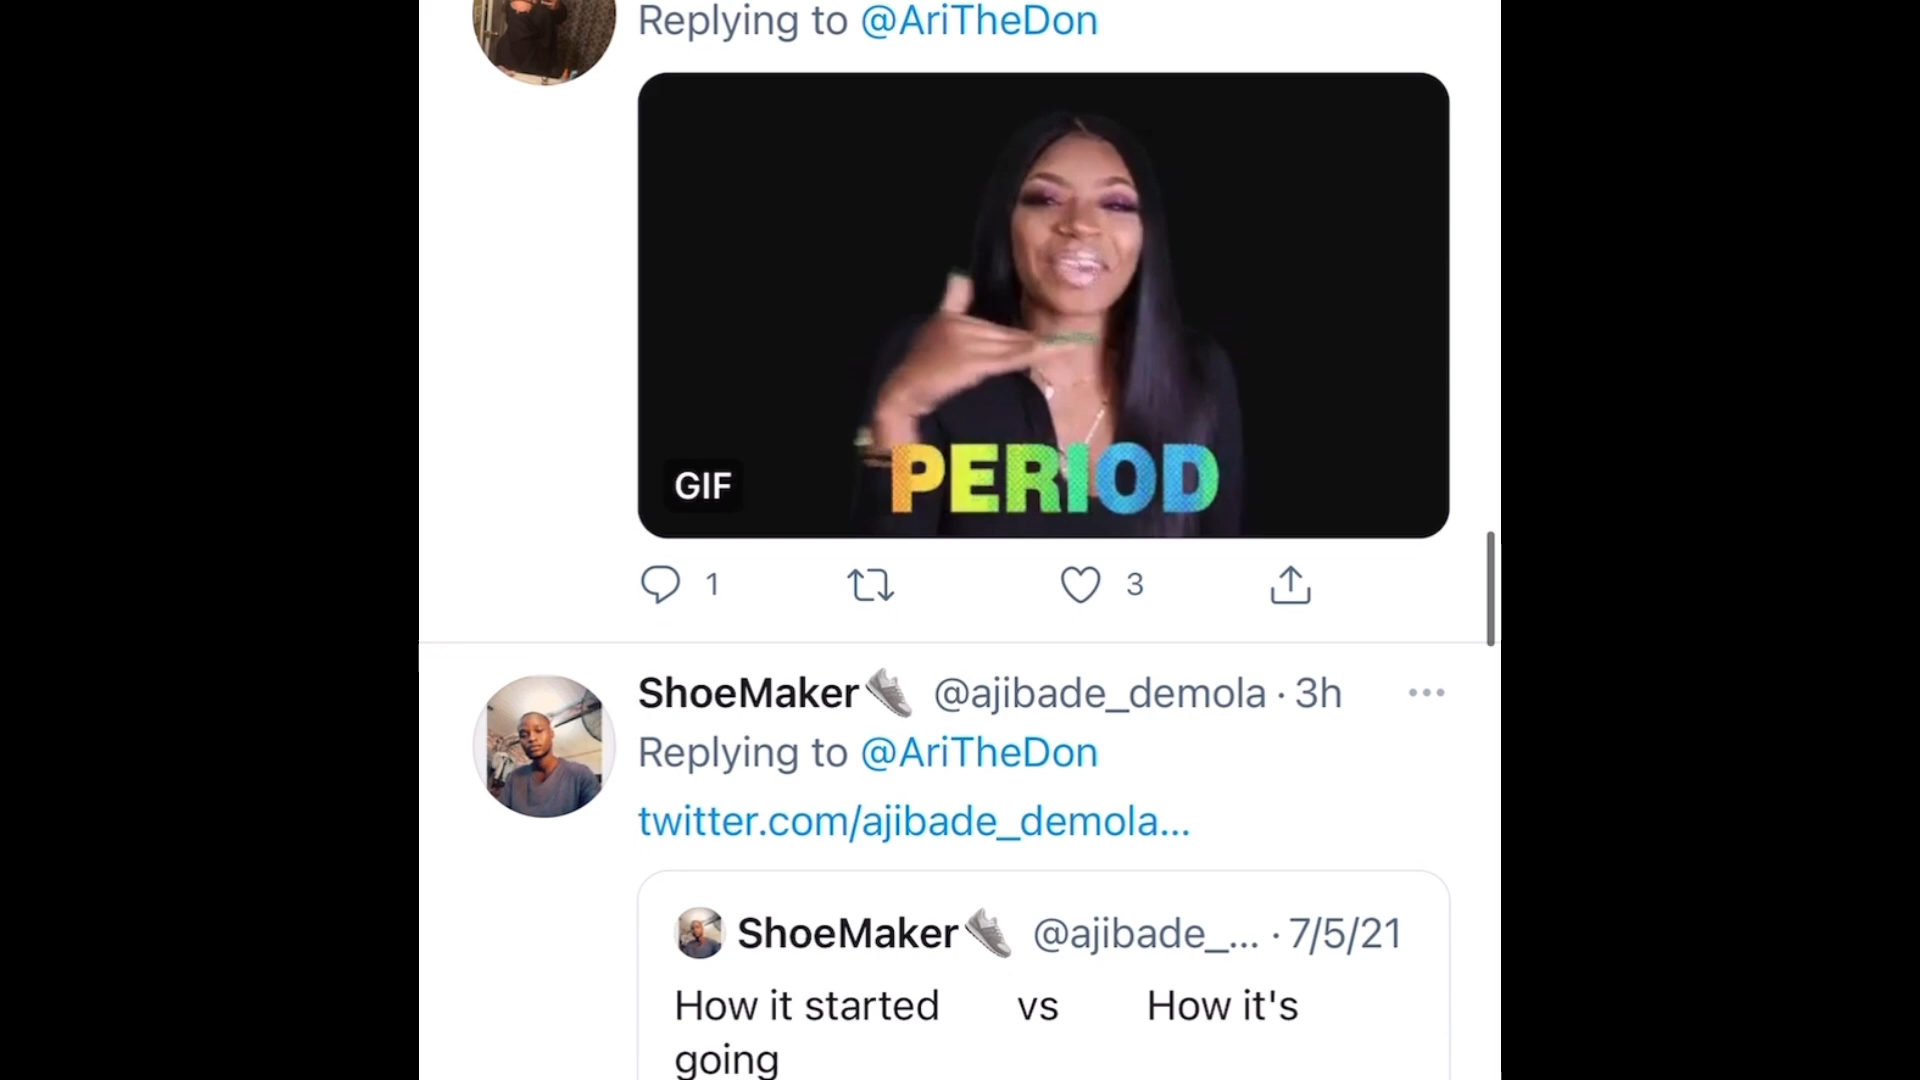 Replying to @AriTheDon
PERIOD
GIF
1
3
ShoeMaker👟 @ajibade_demola · 3h
Replying to @AriTheDon
twitter.com/ajibade_demola...
ShoeMaker👟 @ajibade_... · 7/5/21
How it started vs How it's
going